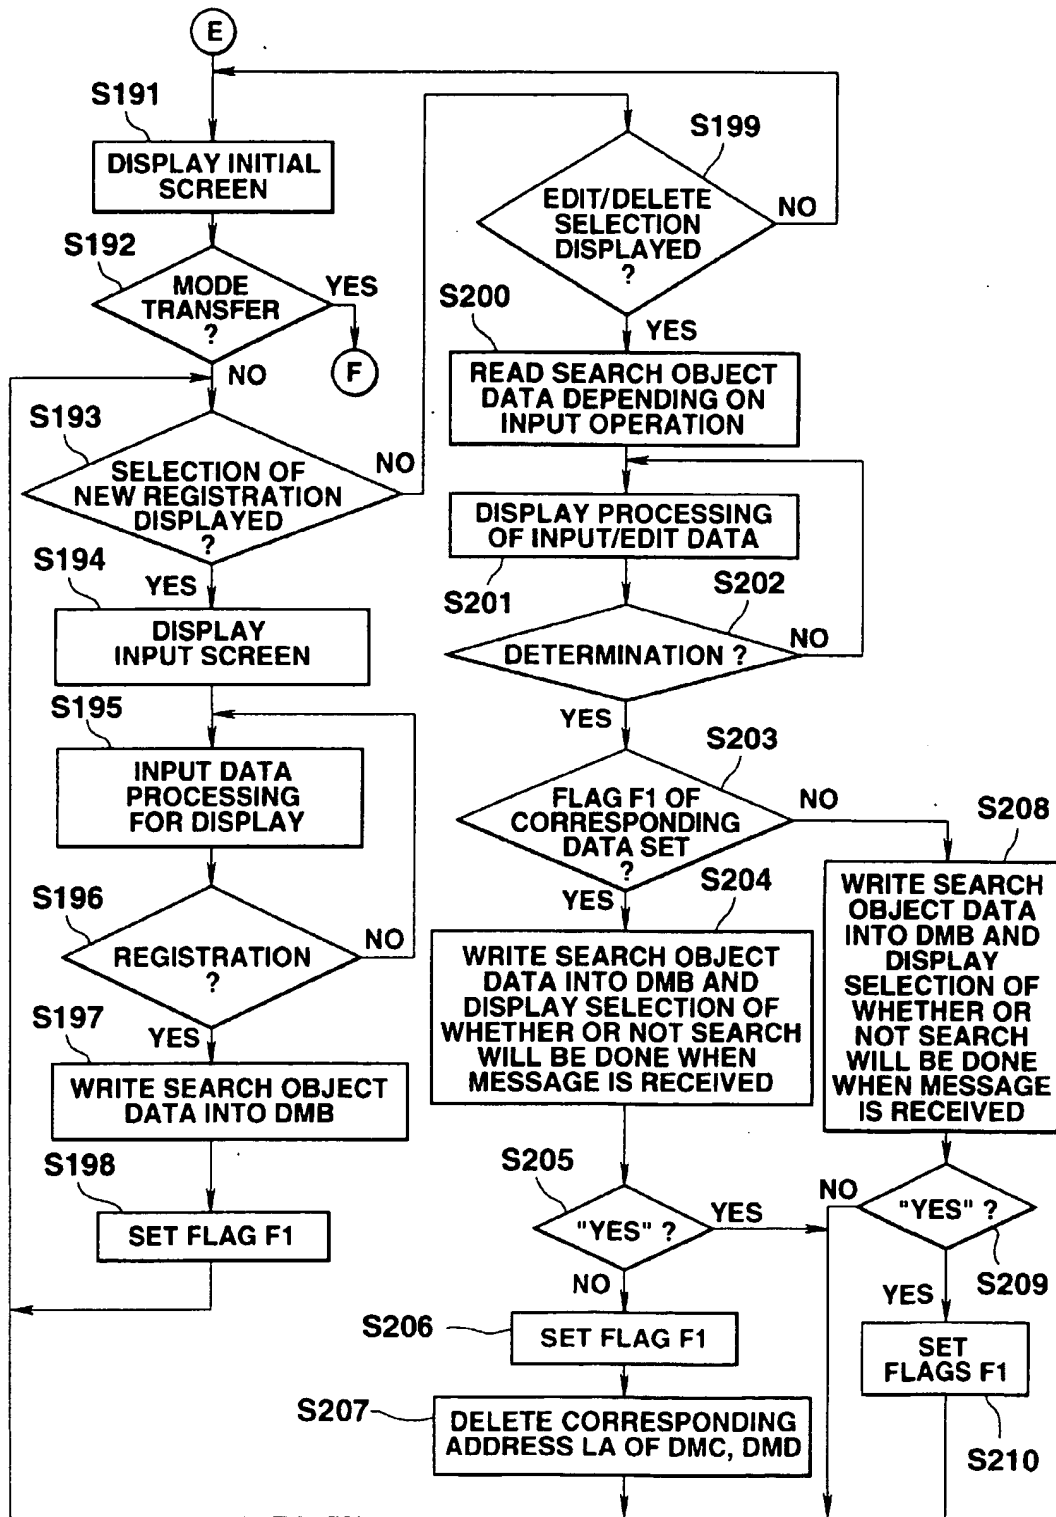 E
S191
DISPLAY INITIAL
SCREEN
S192
MODE
TRANSFER
?
YES
F
NO
S193
SELECTION OF
NEW REGISTRATION
DISPLAYED
?
NO
YES
S194
DISPLAY
INPUT SCREEN
S195
INPUT DATA
PROCESSING
FOR DISPLAY
S196
REGISTRATION
?
NO
YES
S197
WRITE SEARCH OBJECT
DATA INTO DMB
S198
SET FLAG F1
S199
EDIT/DELETE
SELECTION
DISPLAYED
?
NO
YES
S200
READ SEARCH OBJECT
DATA DEPENDING ON
INPUT OPERATION
DISPLAY PROCESSING
OF INPUT/EDIT DATA
S201
S202
DETERMINATION ?
NO
YES
S203
FLAG F1 OF
CORRESPONDING
DATA SET
?
NO
YES
S204
WRITE SEARCH OBJECT
DATA INTO DMB AND
DISPLAY SELECTION OF
WHETHER OR NOT SEARCH
WILL BE DONE WHEN
MESSAGE IS RECEIVED
S205
"YES" ?
YES
NO
S206
SET FLAG F1
S207
DELETE CORRESPONDING
ADDRESS LA OF DMC, DMD
S208
WRITE SEARCH
OBJECT DATA
INTO DMB AND
DISPLAY
SELECTION OF
WHETHER OR
NOT SEARCH
WILL BE DONE
WHEN MESSAGE
IS RECEIVED
NO
"YES" ?
S209
YES
SET
FLAGS F1
S210